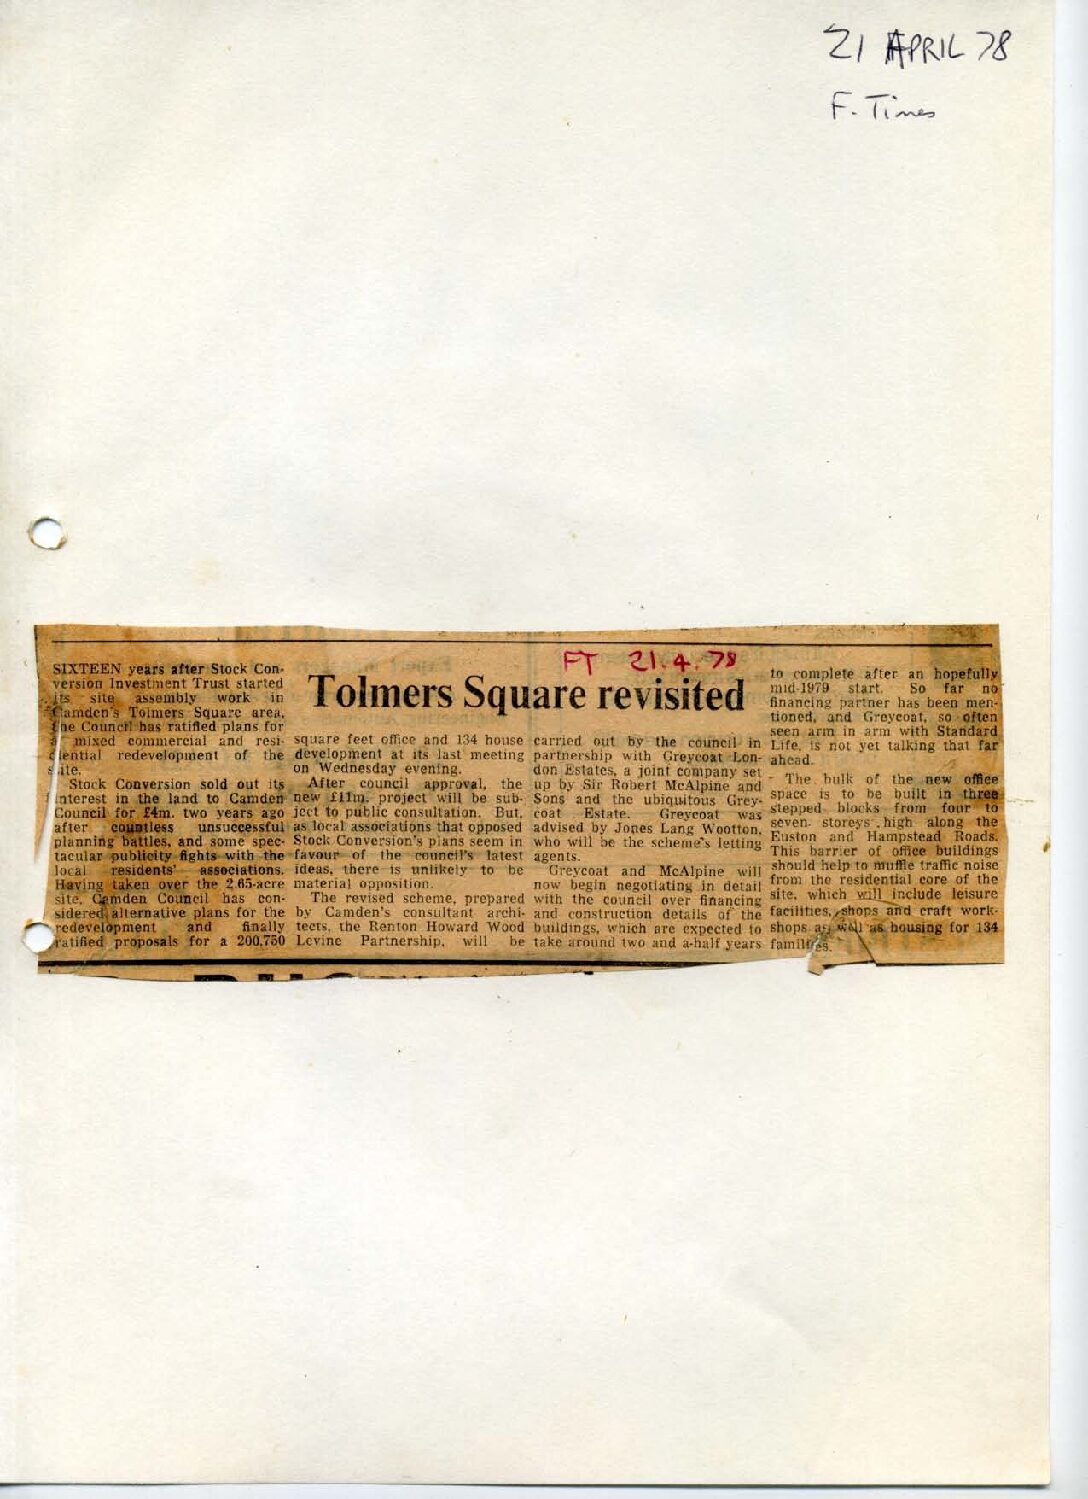 21 APRIL 78
F. Times
FT 21.4.78
Tolmers Square revisited
SIXTEEN years after Stock Con-
version Investment Trust started
its site assembly work in
Camden's Tolmers Square area,
the Council has ratified plans for
a mixed commercial and resi-
dential redevelopment of the
site.
Stock Conversion sold out its
interest in the land to Camden
Council for £4m. two years ago
after countless unsuccessful
planning battles, and some spec-
tacular publicity fights with the
local residents' associations.
Having taken over the 2.65-acre
site, Camden Council has con-
sidered alternative plans for the
redevelopment and finally
ratified proposals for a 200,750
square feet office and 134 house
development at its last meeting
on Wednesday evening.
After council approval, the
new £11m. project will be sub-
ject to public consultation. But,
as local associations that opposed
Stock Conversion's plans seem in
favour of the council's latest
ideas, there is unlikely to be
material opposition.
The revised scheme, prepared
by Camden's consultant archi-
tects, the Renton Howard Wood
Levine Partnership, will be
carried out by the council in
partnership with Greycoat Lon-
don Estates, a joint company set
up by Sir Robert McAlpine and
Sons and the ubiquitous Grey-
coat Estate. Greycoat was
advised by Jones Lang Wootton,
who will be the scheme's letting
agents.
Greycoat and McAlpine will
now begin negotiating in detail
with the council over financing
and construction details of the
buildings, which are expected to
take around two and a-half years
to complete after an hopefully
mid-1979 start. So far no
financing partner has been men-
tioned, and Greycoat, so often
seen arm in arm with Standard
Life, is not yet talking that far
ahead.
The bulk of the new office
space is to be built in three
stepped blocks from four to
seven storeys high along the
Euston and Hampstead Roads.
This barrier of office buildings
should help to muffle traffic noise
from the residential core of the
site, which will include leisure
facilities, shops and craft work-
shops as well as housing for 134
families.